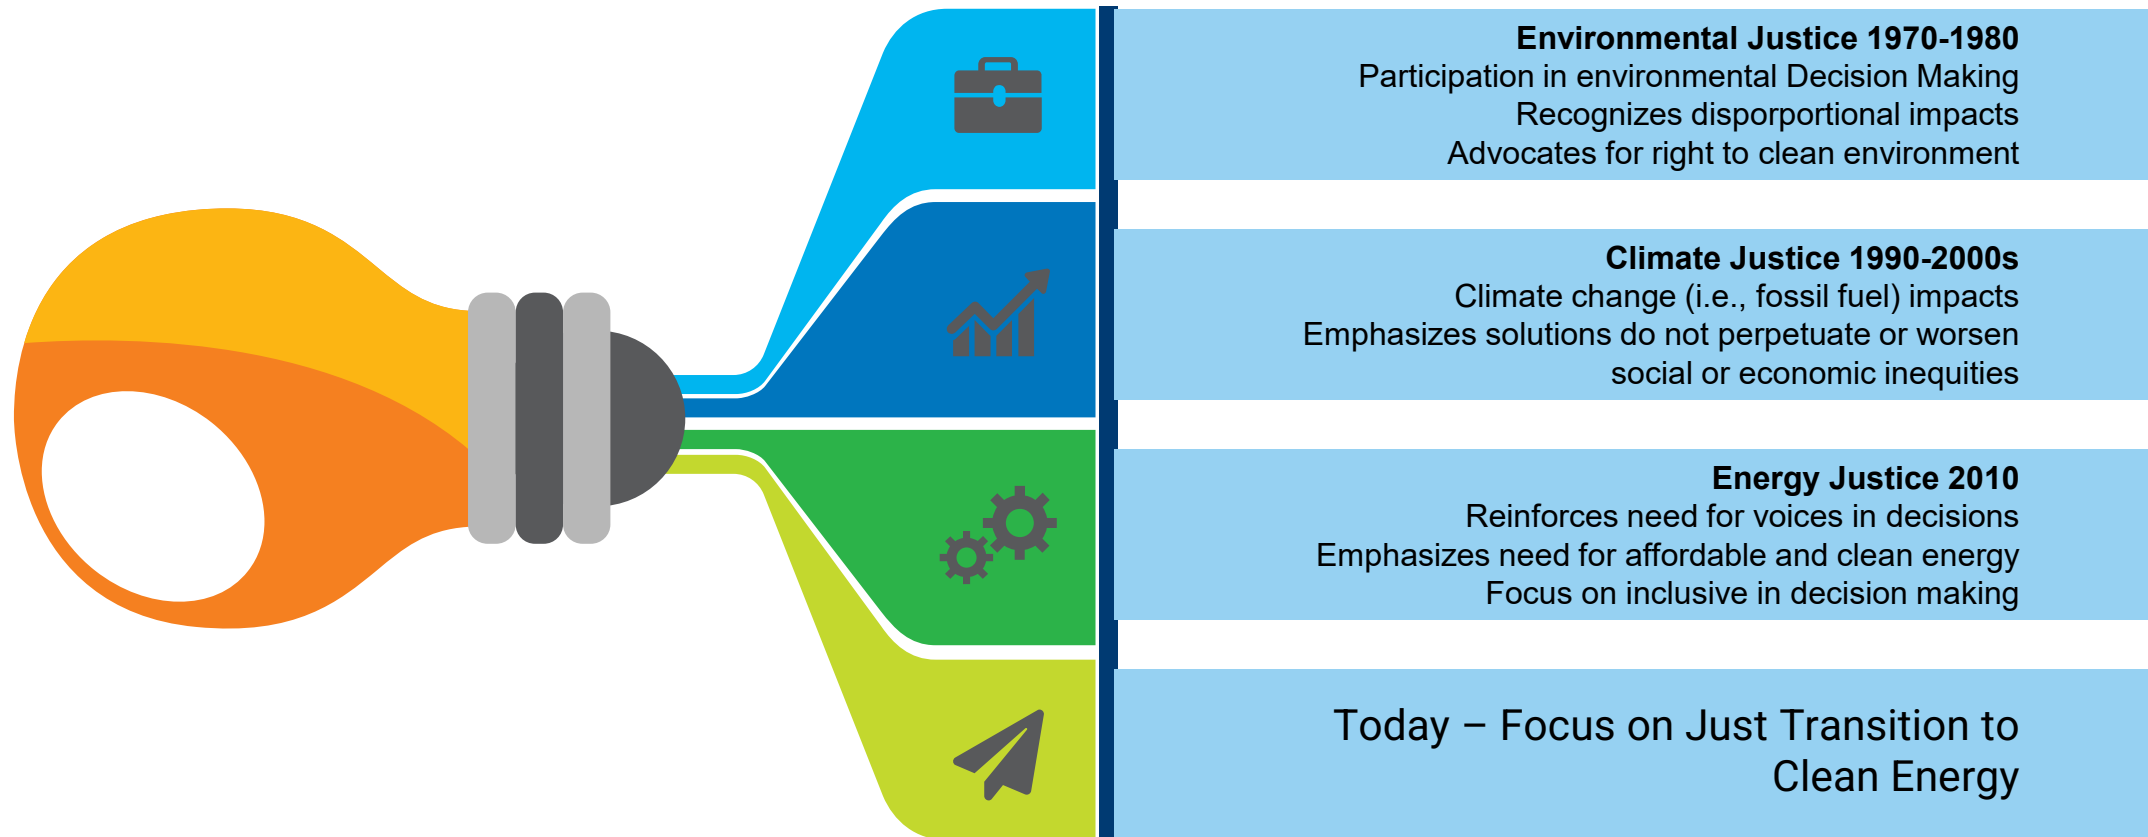 Environmental Justice 1970-1980
Participation in environmental Decision Making
Recognizes disporportional impacts
Advocates for right to clean environment
Climate Justice 1990-2000s
Climate change (i.e., fossil fuel) impacts
Emphasizes solutions do not perpetuate or worsen
social or economic inequities
Energy Justice 2010
Reinforces need for voices in decisions
Emphasizes need for affordable and clean energy
Focus on inclusive in decision making
Today – Focus on Just Transition to
Clean Energy